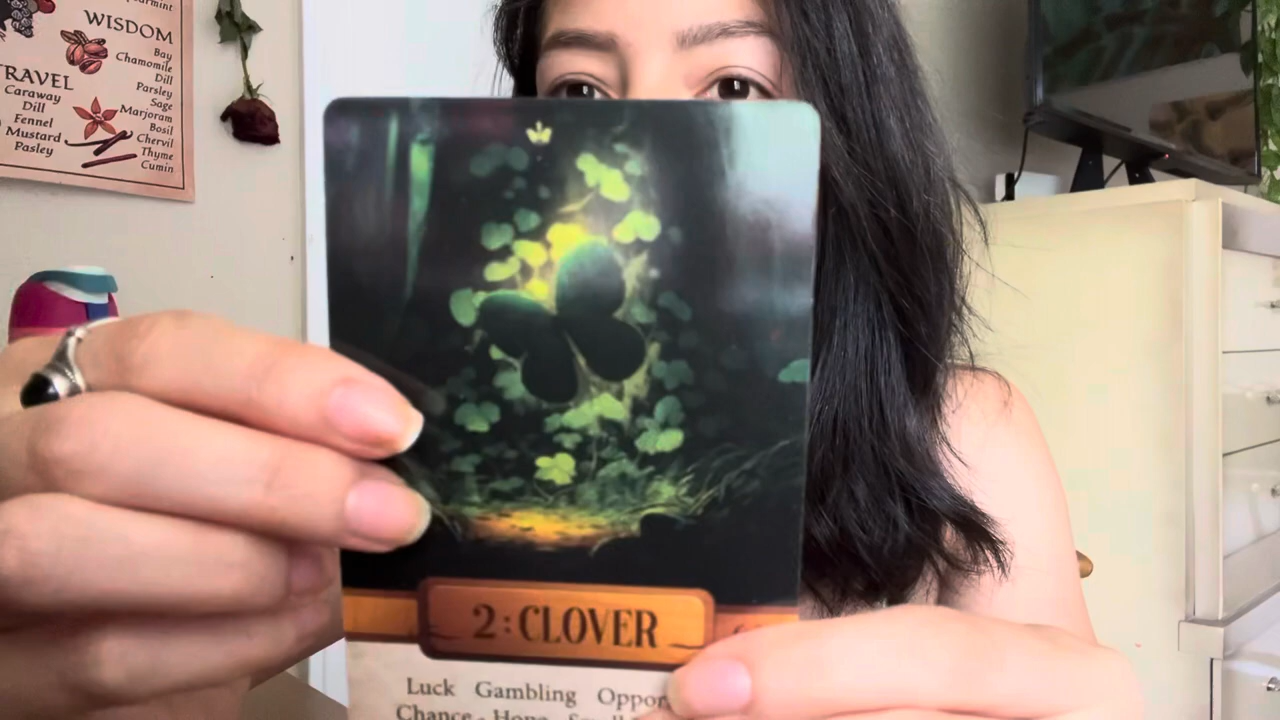 WISDOM
Bay
Chamomile
Dill
Parsley
Sage
Marjoram
Bosil
Chervil
Thyme
Cumin
TRAVEL
Caraway
Dill
Fennel
Mustard
Pasley
2:CLOVER
Luck Gambling
Chance Hope